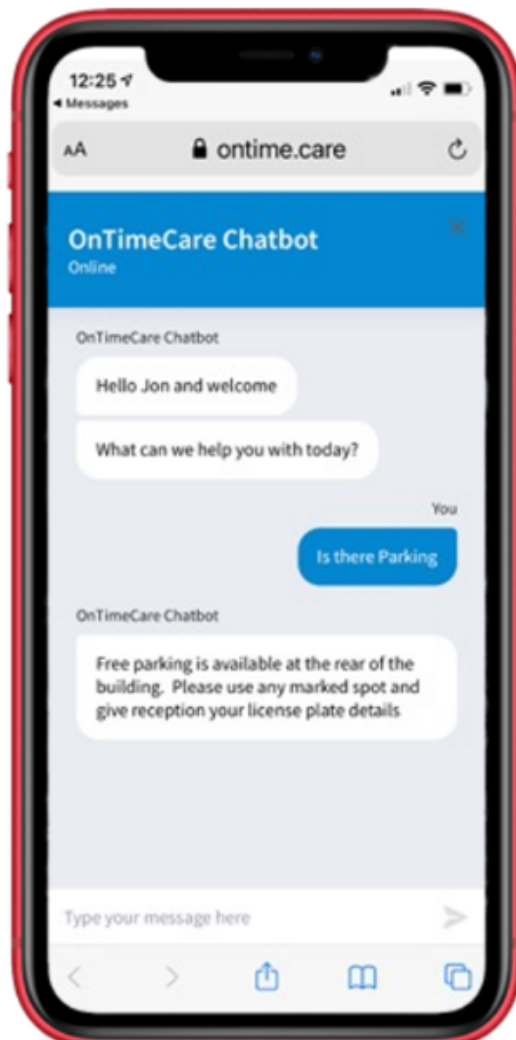 12:25
Messages
AA ontime.care
OnTimeCare Chatbot
Online
OnTimeCare Chatbot
Hello Jon and welcome
What can we help you with today?
You
Is there Parking
OnTimeCare Chatbot
Free parking is available at the rear of the
building. Please use any marked spot and
give reception your license plate details
Type your message here